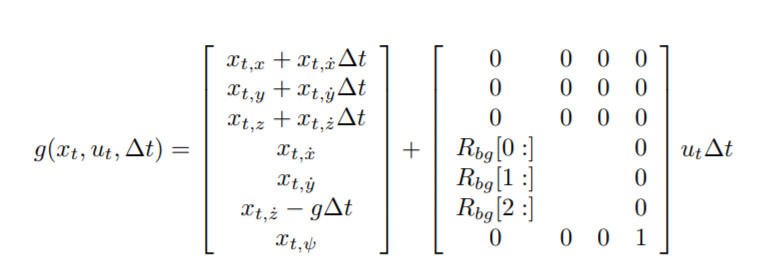 g(x_t, u_t, Δt) = [ x_{t,x} + x_{t,ẋ}Δt ; x_{t,y} + x_{t,ẏ}Δt ; x_{t,z} + x_{t,ż}Δt ; x_{t,ẋ} ; x_{t,ẏ} ; x_{t,ż} − gΔt ; x_{t,ψ} ] + [ 0 0 0 0 ; 0 0 0 0 ; 0 0 0 0 ; R_{bg}[0 :] 0 ; R_{bg}[1 :] 0 ; R_{bg}[2 :] 0 ; 0 0 0 1 ] u_tΔt